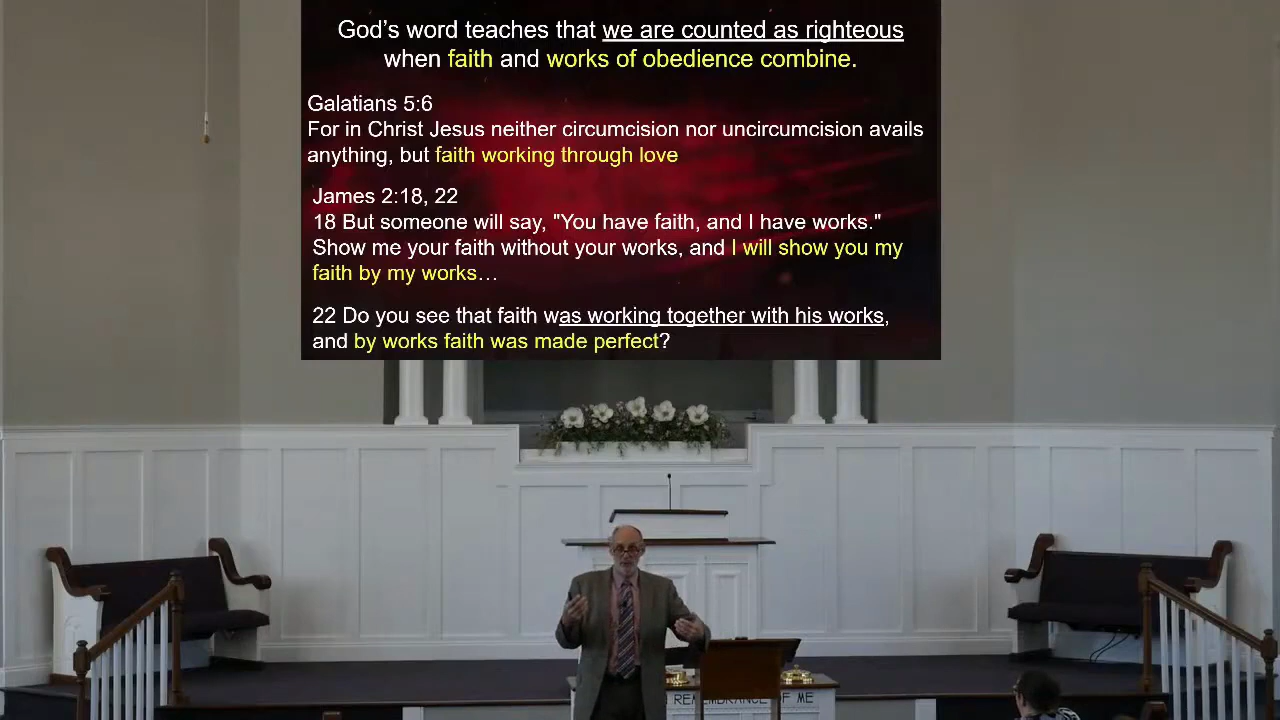 God's word teaches that we are counted as righteous
when faith and works of obedience combine.
Galatians 5:6
For in Christ Jesus neither circumcision nor uncircumcision avails
anything, but faith working through love
James 2:18, 22
18 But someone will say, "You have faith, and I have works."
Show me your faith without your works, and I will show you my
faith by my works…
22 Do you see that faith was working together with his works,
and by works faith was made perfect?
REMEMBRANCE OF ME